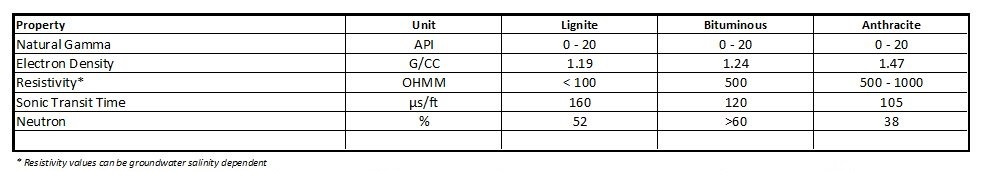 Property Unit Lignite Bituminous Anthracite
Natural Gamma API 0 - 20 0 - 20 0 - 20
Electron Density G/CC 1.19 1.24 1.47
Resistivity* OHMM < 100 500 500 - 1000
Sonic Transit Time µs/ft 160 120 105
Neutron % 52 >60 38
* Resistivity values can be groundwater salinity dependent